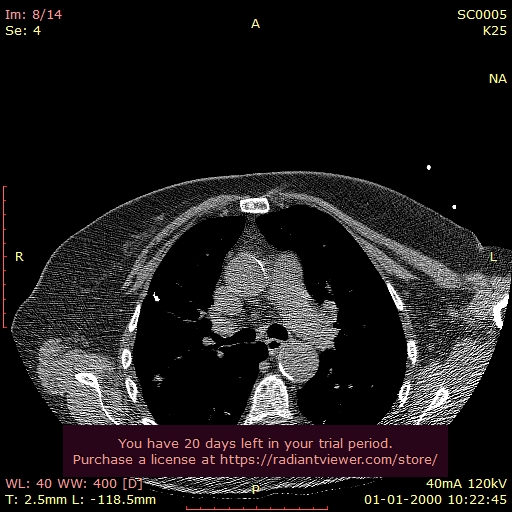 Im: 8/14
Se: 4
A
SC0005
K25
NA
R
L
You have 20 days left in your trial period.
Purchase a license at https://radiantviewer.com/store/
WL: 40 WW: 400 [D]
T: 2.5mm L: -118.5mm
P
40mA 120kV
01-01-2000 10:22:45